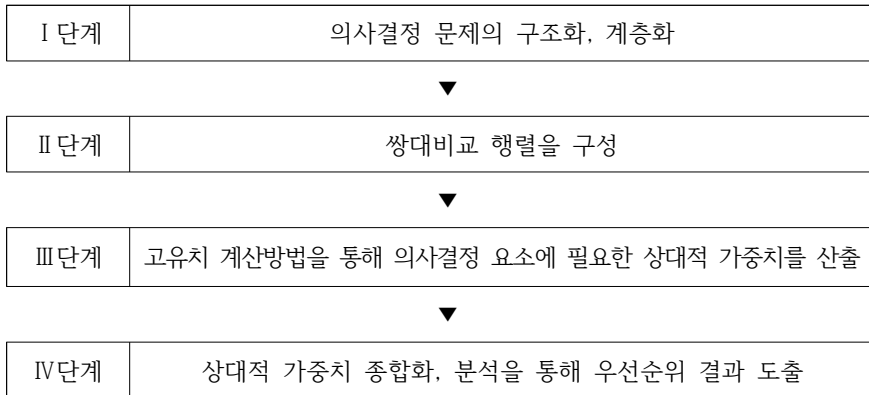 Ⅰ단계 의사결정 문제의 구조화, 계층화
▼
Ⅱ단계 쌍대비교 행렬을 구성
▼
Ⅲ단계 고유치 계산방법을 통해 의사결정 요소에 필요한 상대적 가중치를 산출
▼
Ⅳ단계 상대적 가중치 종합화, 분석을 통해 우선순위 결과 도출